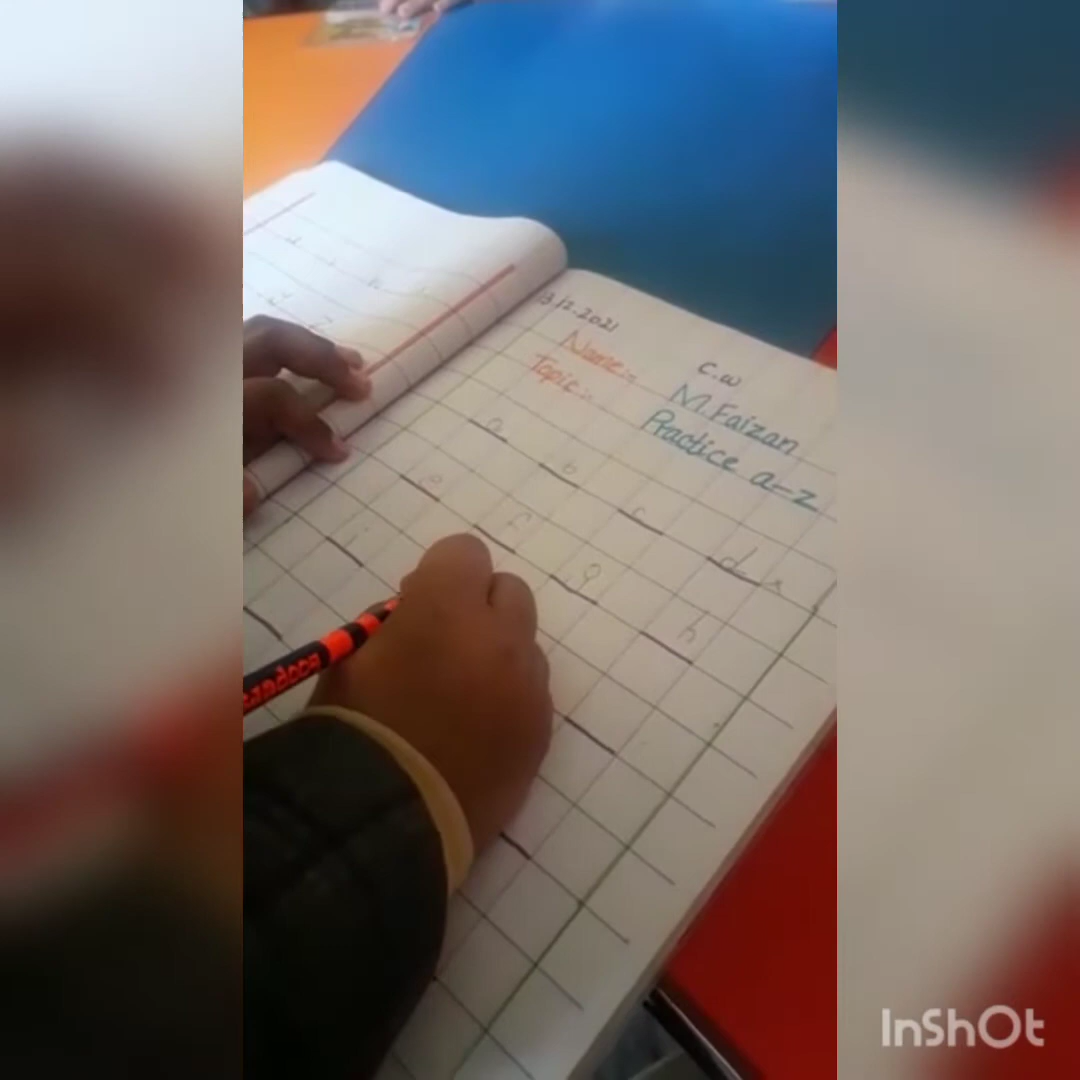 13.12.2021
C.W
Name:- M.Faizan
Topic:- Practice a-z
a b c d
e f g h
i
InShOt